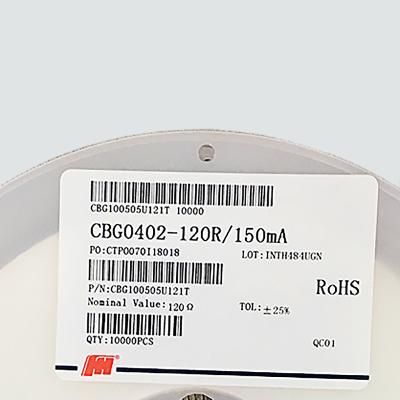 CBG100505U121T 10000
CBG0402-120R/150mA
PO:CTP0070I18018 LOT:INTH484UGN
P/N:CBG100505U121T RoHS
Nominal Value:120Ω TOL:±25%
QTY:10000PCS QC01